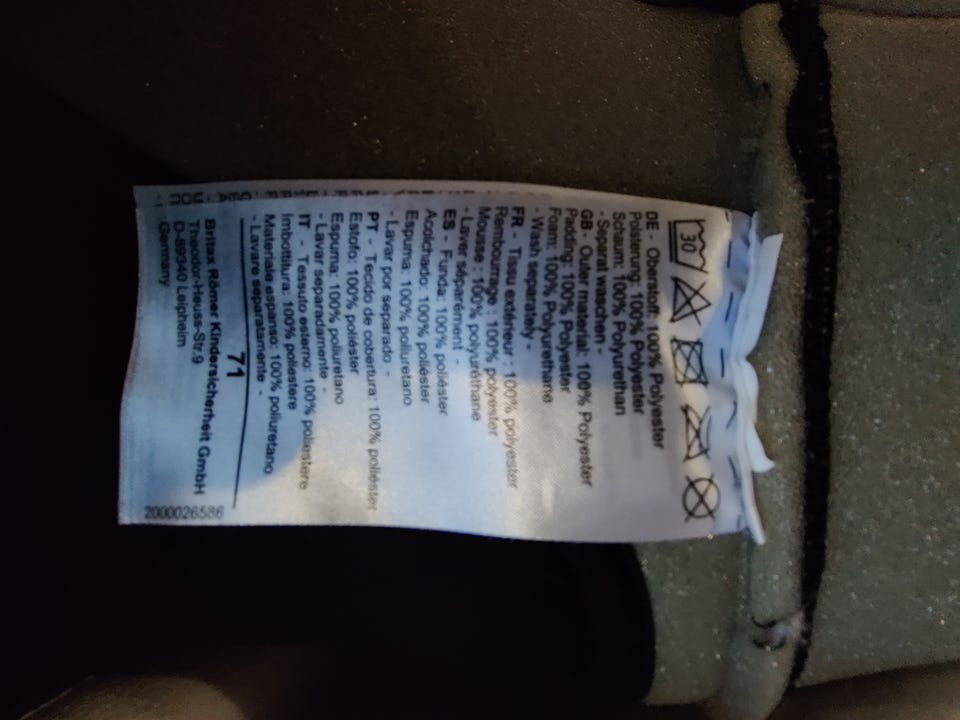 30
DE - Oberstoff: 100% Polyester
Polsterung: 100% Polyester
Schaum: 100% Polyurethan
- Separat waschen -
GB - Outer material: 100% Polyester
Padding: 100% Polyester
Foam: 100% Polyurethane
- Wash separately -
FR - Tissu extérieur : 100% polyester
Rembourrage : 100% polyester
Mousse : 100% polyuréthane
- Laver séparément -
ES - Funda: 100% poliéster
Acolchado: 100% poliéster
Espuma: 100% poliuretano
- Lavar por separado -
PT - Tecido de cobertura: 100% poliéster
Estofo: 100% poliéster
Espuma: 100% poliuretano
- Lavar separadamente -
IT - Tessuto esterno: 100% poliestere
Imbottitura: 100% poliestere
Materiale espanso: 100% poliuretano
- Lavare separatamente -
71
Britax Römer Kindersicherheit GmbH
Theodor-Heuss-Str.9
D-89340 Leipheim
Germany
2000026586